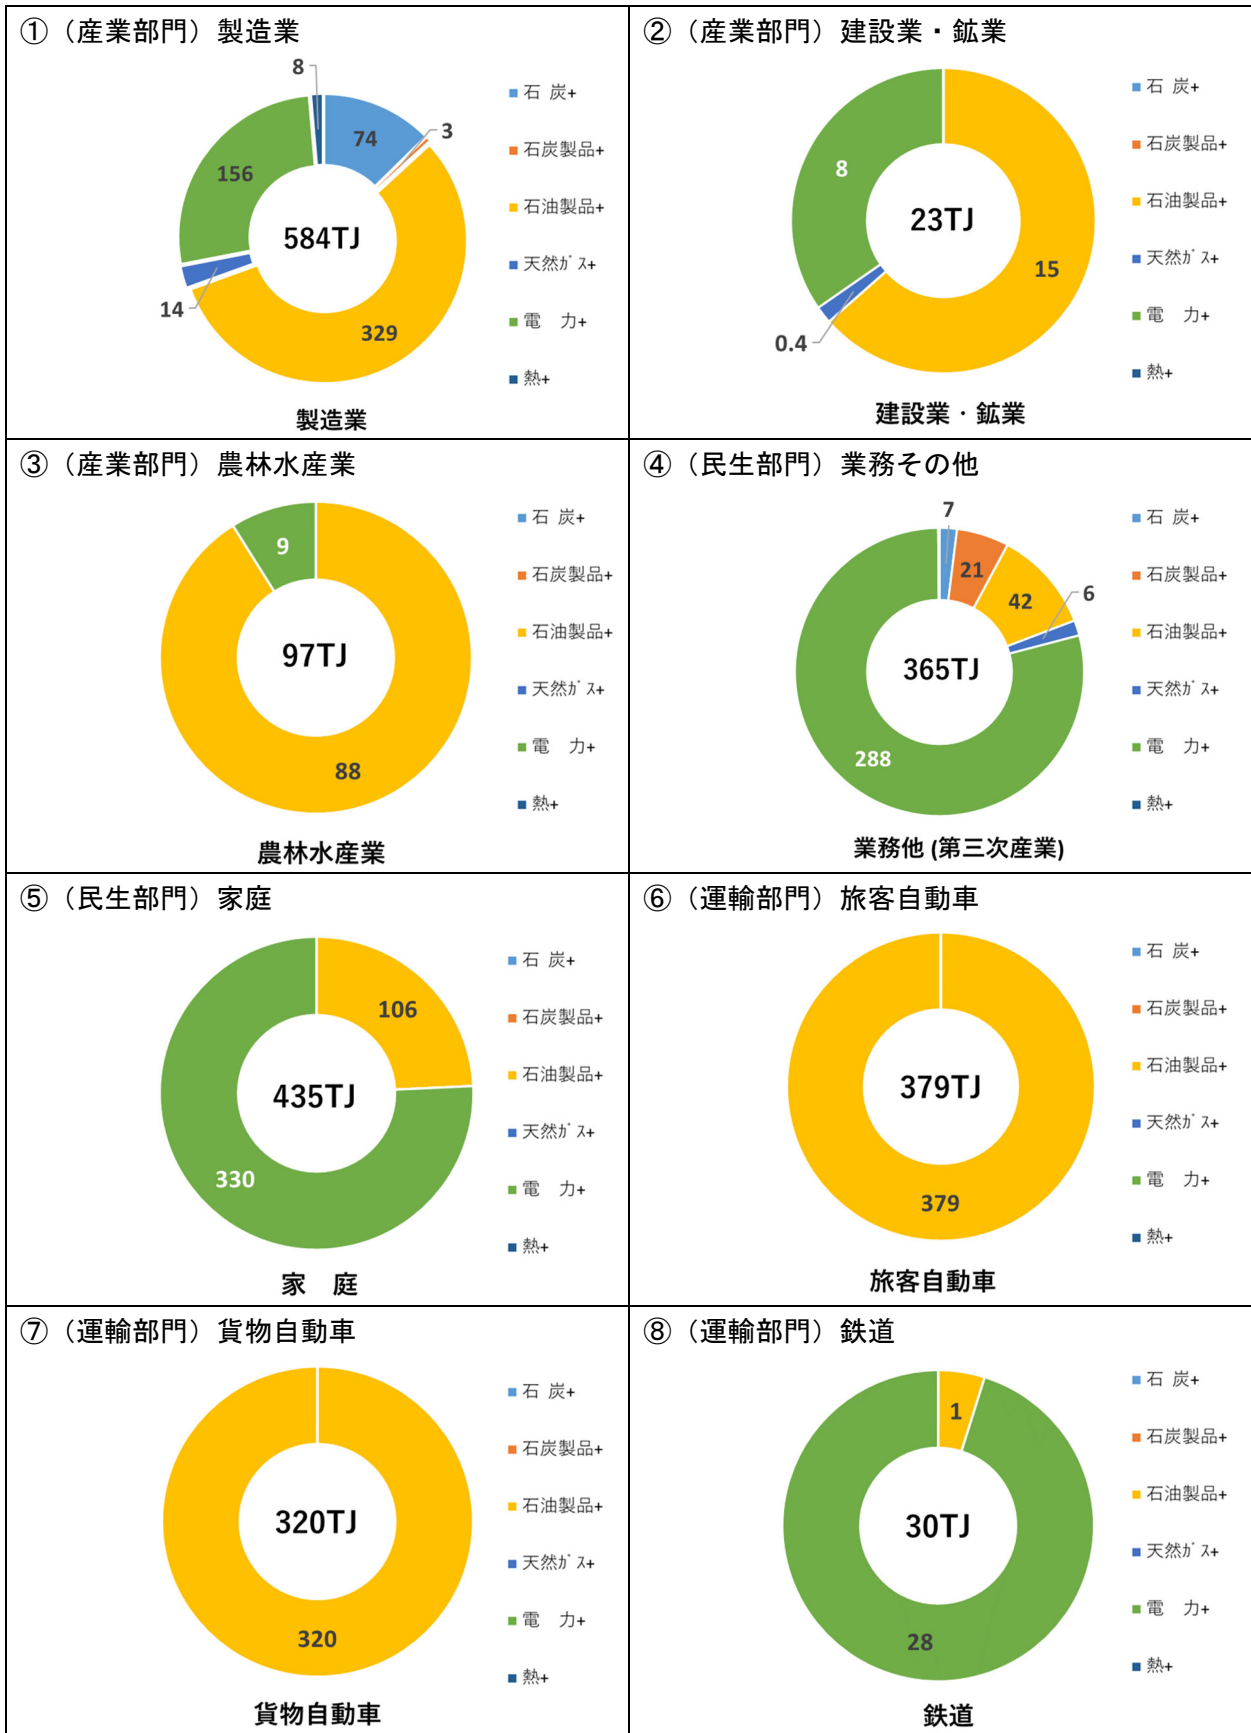 ① （産業部門）製造業
8
74
3
156
584TJ
14
329
石 炭+
石炭製品+
石油製品+
天然ｶﾞｽ+
電　力+
熱+
製造業
② （産業部門）建設業・鉱業
8
23TJ
15
0.4
石 炭+
石炭製品+
石油製品+
天然ｶﾞｽ+
電　力+
熱+
建設業・鉱業
③ （産業部門）農林水産業
9
97TJ
88
石 炭+
石炭製品+
石油製品+
天然ｶﾞｽ+
電　力+
熱+
農林水産業
④ （民生部門）業務その他
7
21
42
6
365TJ
288
石 炭+
石炭製品+
石油製品+
天然ｶﾞｽ+
電　力+
熱+
業務他 (第三次産業)
⑤ （民生部門）家庭
106
435TJ
330
石 炭+
石炭製品+
石油製品+
天然ｶﾞｽ+
電　力+
熱+
家　庭
⑥ （運輸部門）旅客自動車
379TJ
379
石 炭+
石炭製品+
石油製品+
天然ｶﾞｽ+
電　力+
熱+
旅客自動車
⑦ （運輸部門）貨物自動車
320TJ
320
石 炭+
石炭製品+
石油製品+
天然ｶﾞｽ+
電　力+
熱+
貨物自動車
⑧ （運輸部門）鉄道
1
30TJ
28
石 炭+
石炭製品+
石油製品+
天然ｶﾞｽ+
電　力+
熱+
鉄道